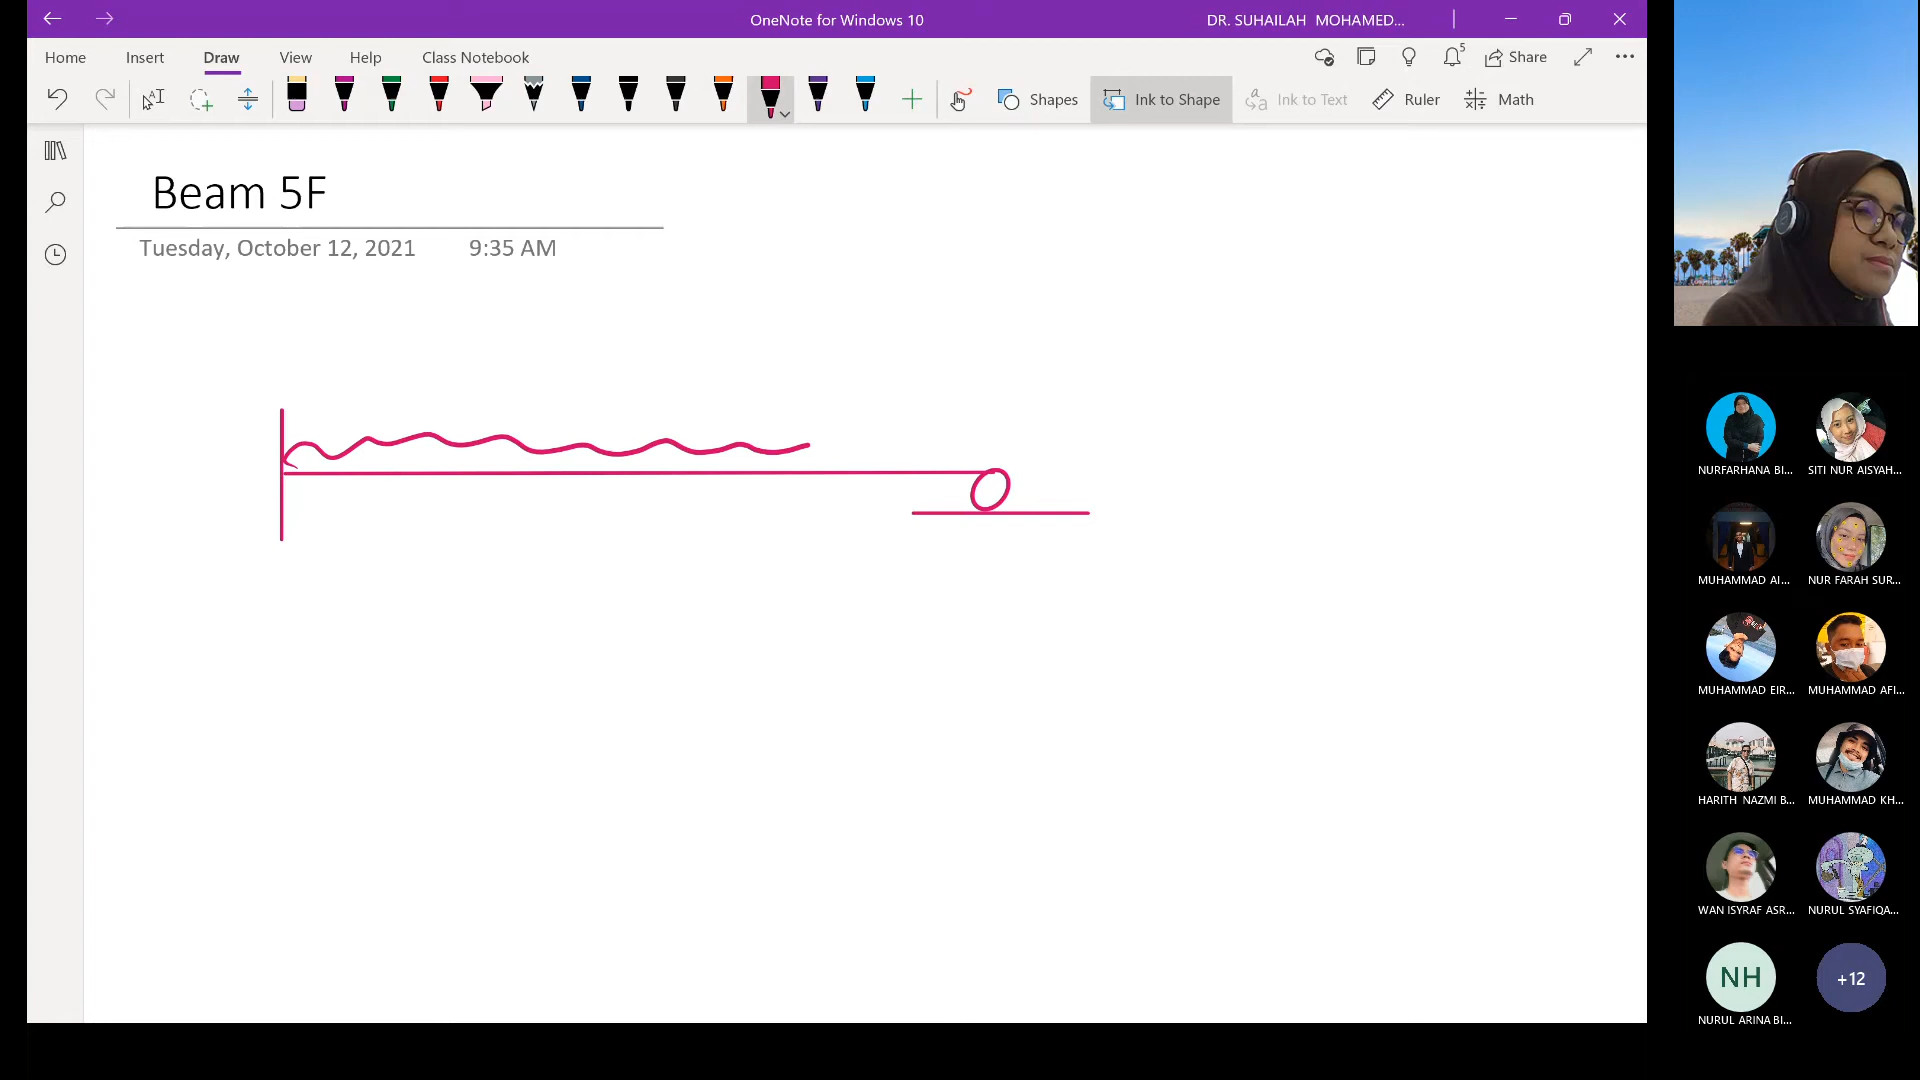 OneNote for Windows 10
DR. SUHAILAH MOHAMED...
Home Insert Draw View Help Class Notebook
5
Share
Shapes Ink to Shape Ink to Text Ruler Math
Beam 5F
Tuesday, October 12, 2021 9:35 AM
NURFARHANA BI... SITI NUR AISYAH...
MUHAMMAD AI... NUR FARAH SUR...
MUHAMMAD EIR... MUHAMMAD AFI...
HARITH NAZMI B... MUHAMMAD KH...
WAN ISYRAF ASR... NURUL SYAFIQA...
NH +12
NURUL ARINA BI...